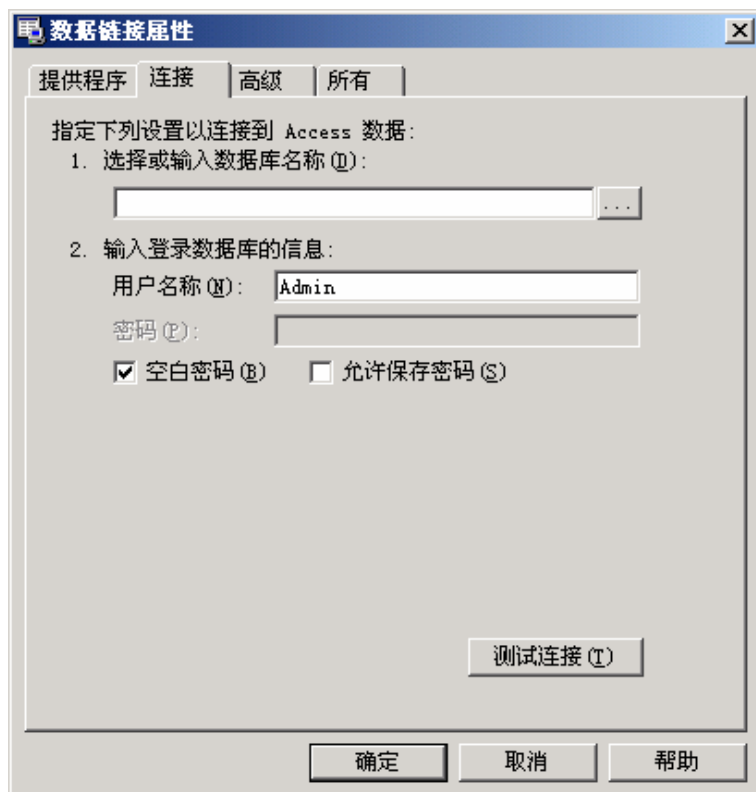 数据链接属性
提供程序 连接 高级 所有
指定下列设置以连接到 Access 数据:
1. 选择或输入数据库名称(D):
...
2. 输入登录数据库的信息:
用户名称(N): Admin
密码(P):
空白密码(B) 允许保存密码(S)
测试连接(T)
确定 取消 帮助